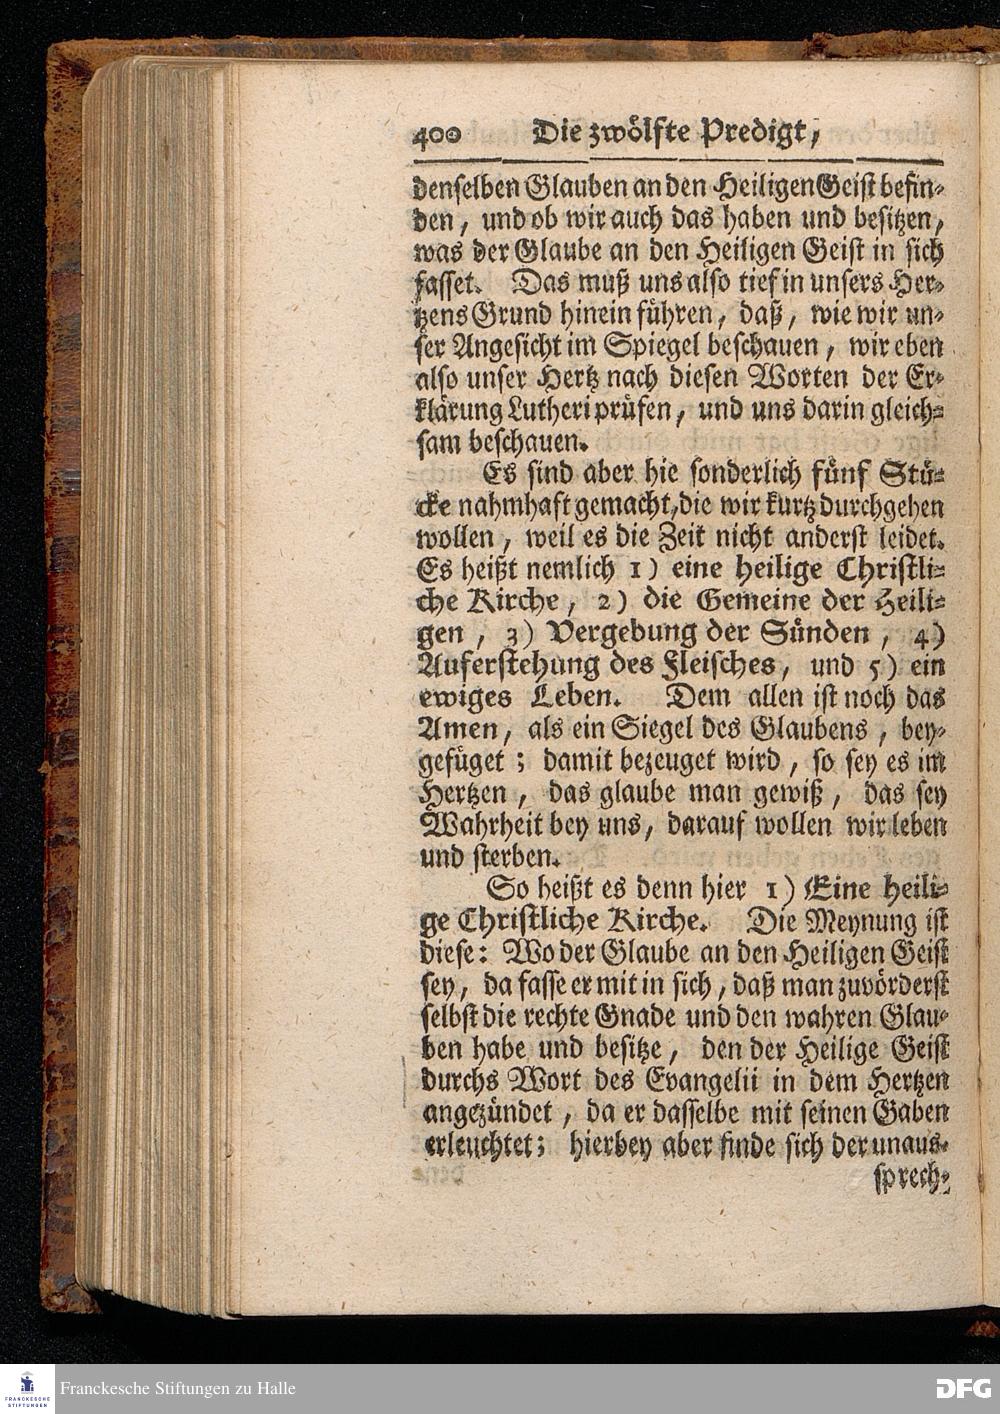 400 Die zwölfte Predigt,
denselben Glauben an den Heiligen Geist befin-
den, und ob wir auch das haben und besitzen,
was der Glaube an den Heiligen Geist in sich
fasset. Das muß uns also tief in unsers Her-
tzens Grund hinein führen, daß, wie wir un-
ser Angesicht im Spiegel beschauen, wir eben
also unser Hertz nach diesen Worten der Er-
klärung Lutheri prüfen, und uns darin gleich-
sam beschauen.
Es sind aber hie sonderlich fünf Stü-
cke nahmhaft gemacht, die wir kurtz durchgehen
wollen, weil es die Zeit nicht anderst leidet.
Es heißt nemlich 1) eine heilige Christli-
che Kirche, 2) die Gemeine der Heili-
gen, 3) Vergebung der Sünden, 4)
Auferstehung des Fleisches, und 5) ein
ewiges Leben. Dem allen ist noch das
Amen, als ein Siegel des Glaubens, bey-
gefüget; damit bezeuget wird, so sey es im
Hertzen, das glaube man gewiß, das sey
Wahrheit bey uns, darauf wollen wir leben
und sterben.
So heißt es denn hier 1) Eine heili-
ge Christliche Kirche. Die Meynung ist
diese: Wo der Glaube an den Heiligen Geist
sey, da fasse er mit in sich, daß man zuvörderst
selbst die rechte Gnade und den wahren Glau-
ben habe und besitze, den der Heilige Geist
durchs Wort des Evangelii in dem Hertzen
angezündet, da er dasselbe mit seinen Gaben
erleuchtet; hierbey aber finde sich der unaus-
sprech-
FRANCKESCHE
STIFTUNGEN
Franckesche Stiftungen zu Halle
DFG